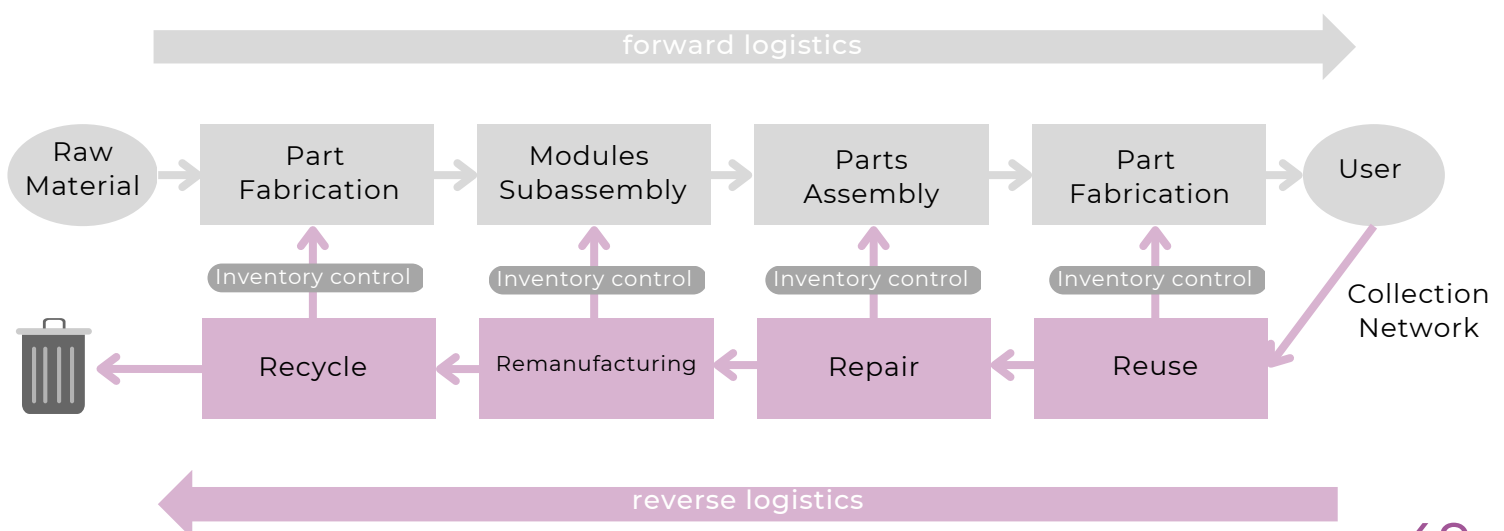 forward logistics
Raw
Material
Part
Fabrication
Modules
Subassembly
Parts
Assembly
Part
Fabrication
User
Inventory control
Inventory control
Inventory control
Inventory control
Collection
Network
Recycle
Remanufacturing
Repair
Reuse
reverse logistics